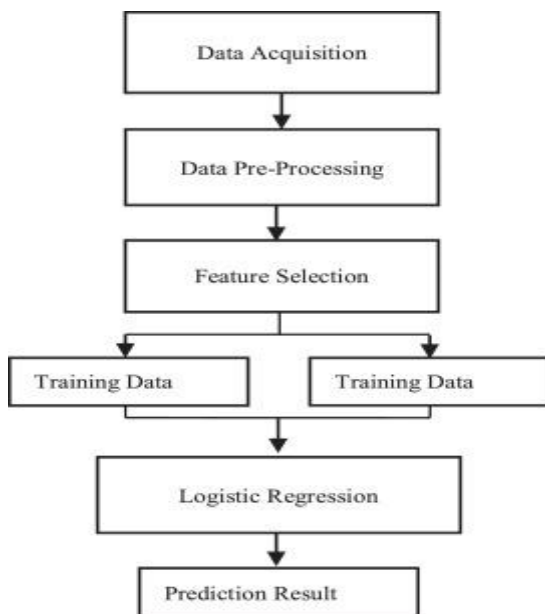 Data Acquisition
Data Pre-Processing
Feature Selection
Training Data
Training Data
Logistic Regression
Prediction Result